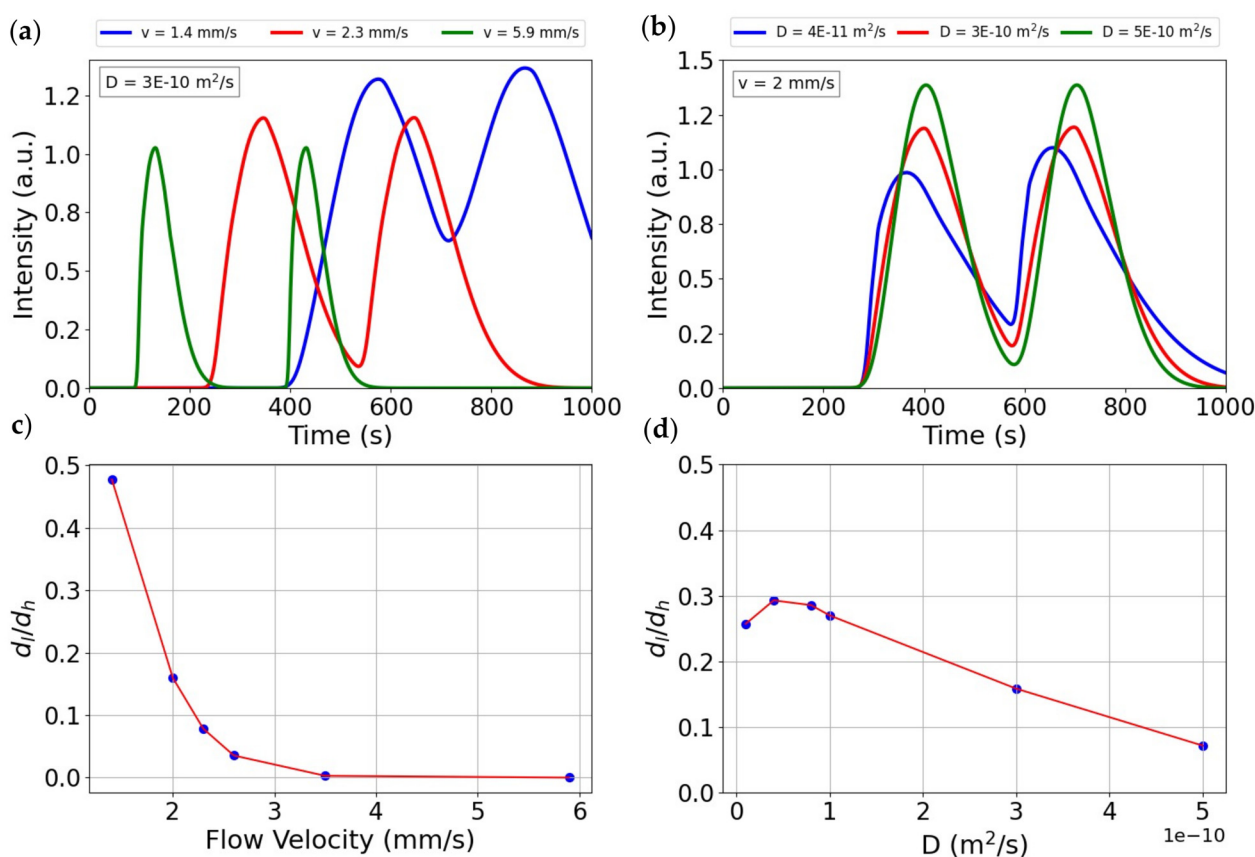 (a)
v = 1.4 mm/s v = 2.3 mm/s v = 5.9 mm/s
D = 3E-10 m²/s
Intensity (a.u.)
1.2
1.0
0.8
0.5
0.2
0.0
0 200 400 600 800 1000
Time (s)
(b)
D = 4E-11 m²/s D = 3E-10 m²/s D = 5E-10 m²/s
v = 2 mm/s
Intensity (a.u.)
1.5
1.2
1.0
0.8
0.5
0.2
0.0
0 200 400 600 800 1000
Time (s)
c)
d_l/d_h
0.5
0.4
0.3
0.2
0.1
0.0
2 3 4 5 6
Flow Velocity (mm/s)
(d)
d_l/d_h
0.5
0.4
0.3
0.2
0.1
0.0
0 1 2 3 4 5
1e−10
D (m²/s)